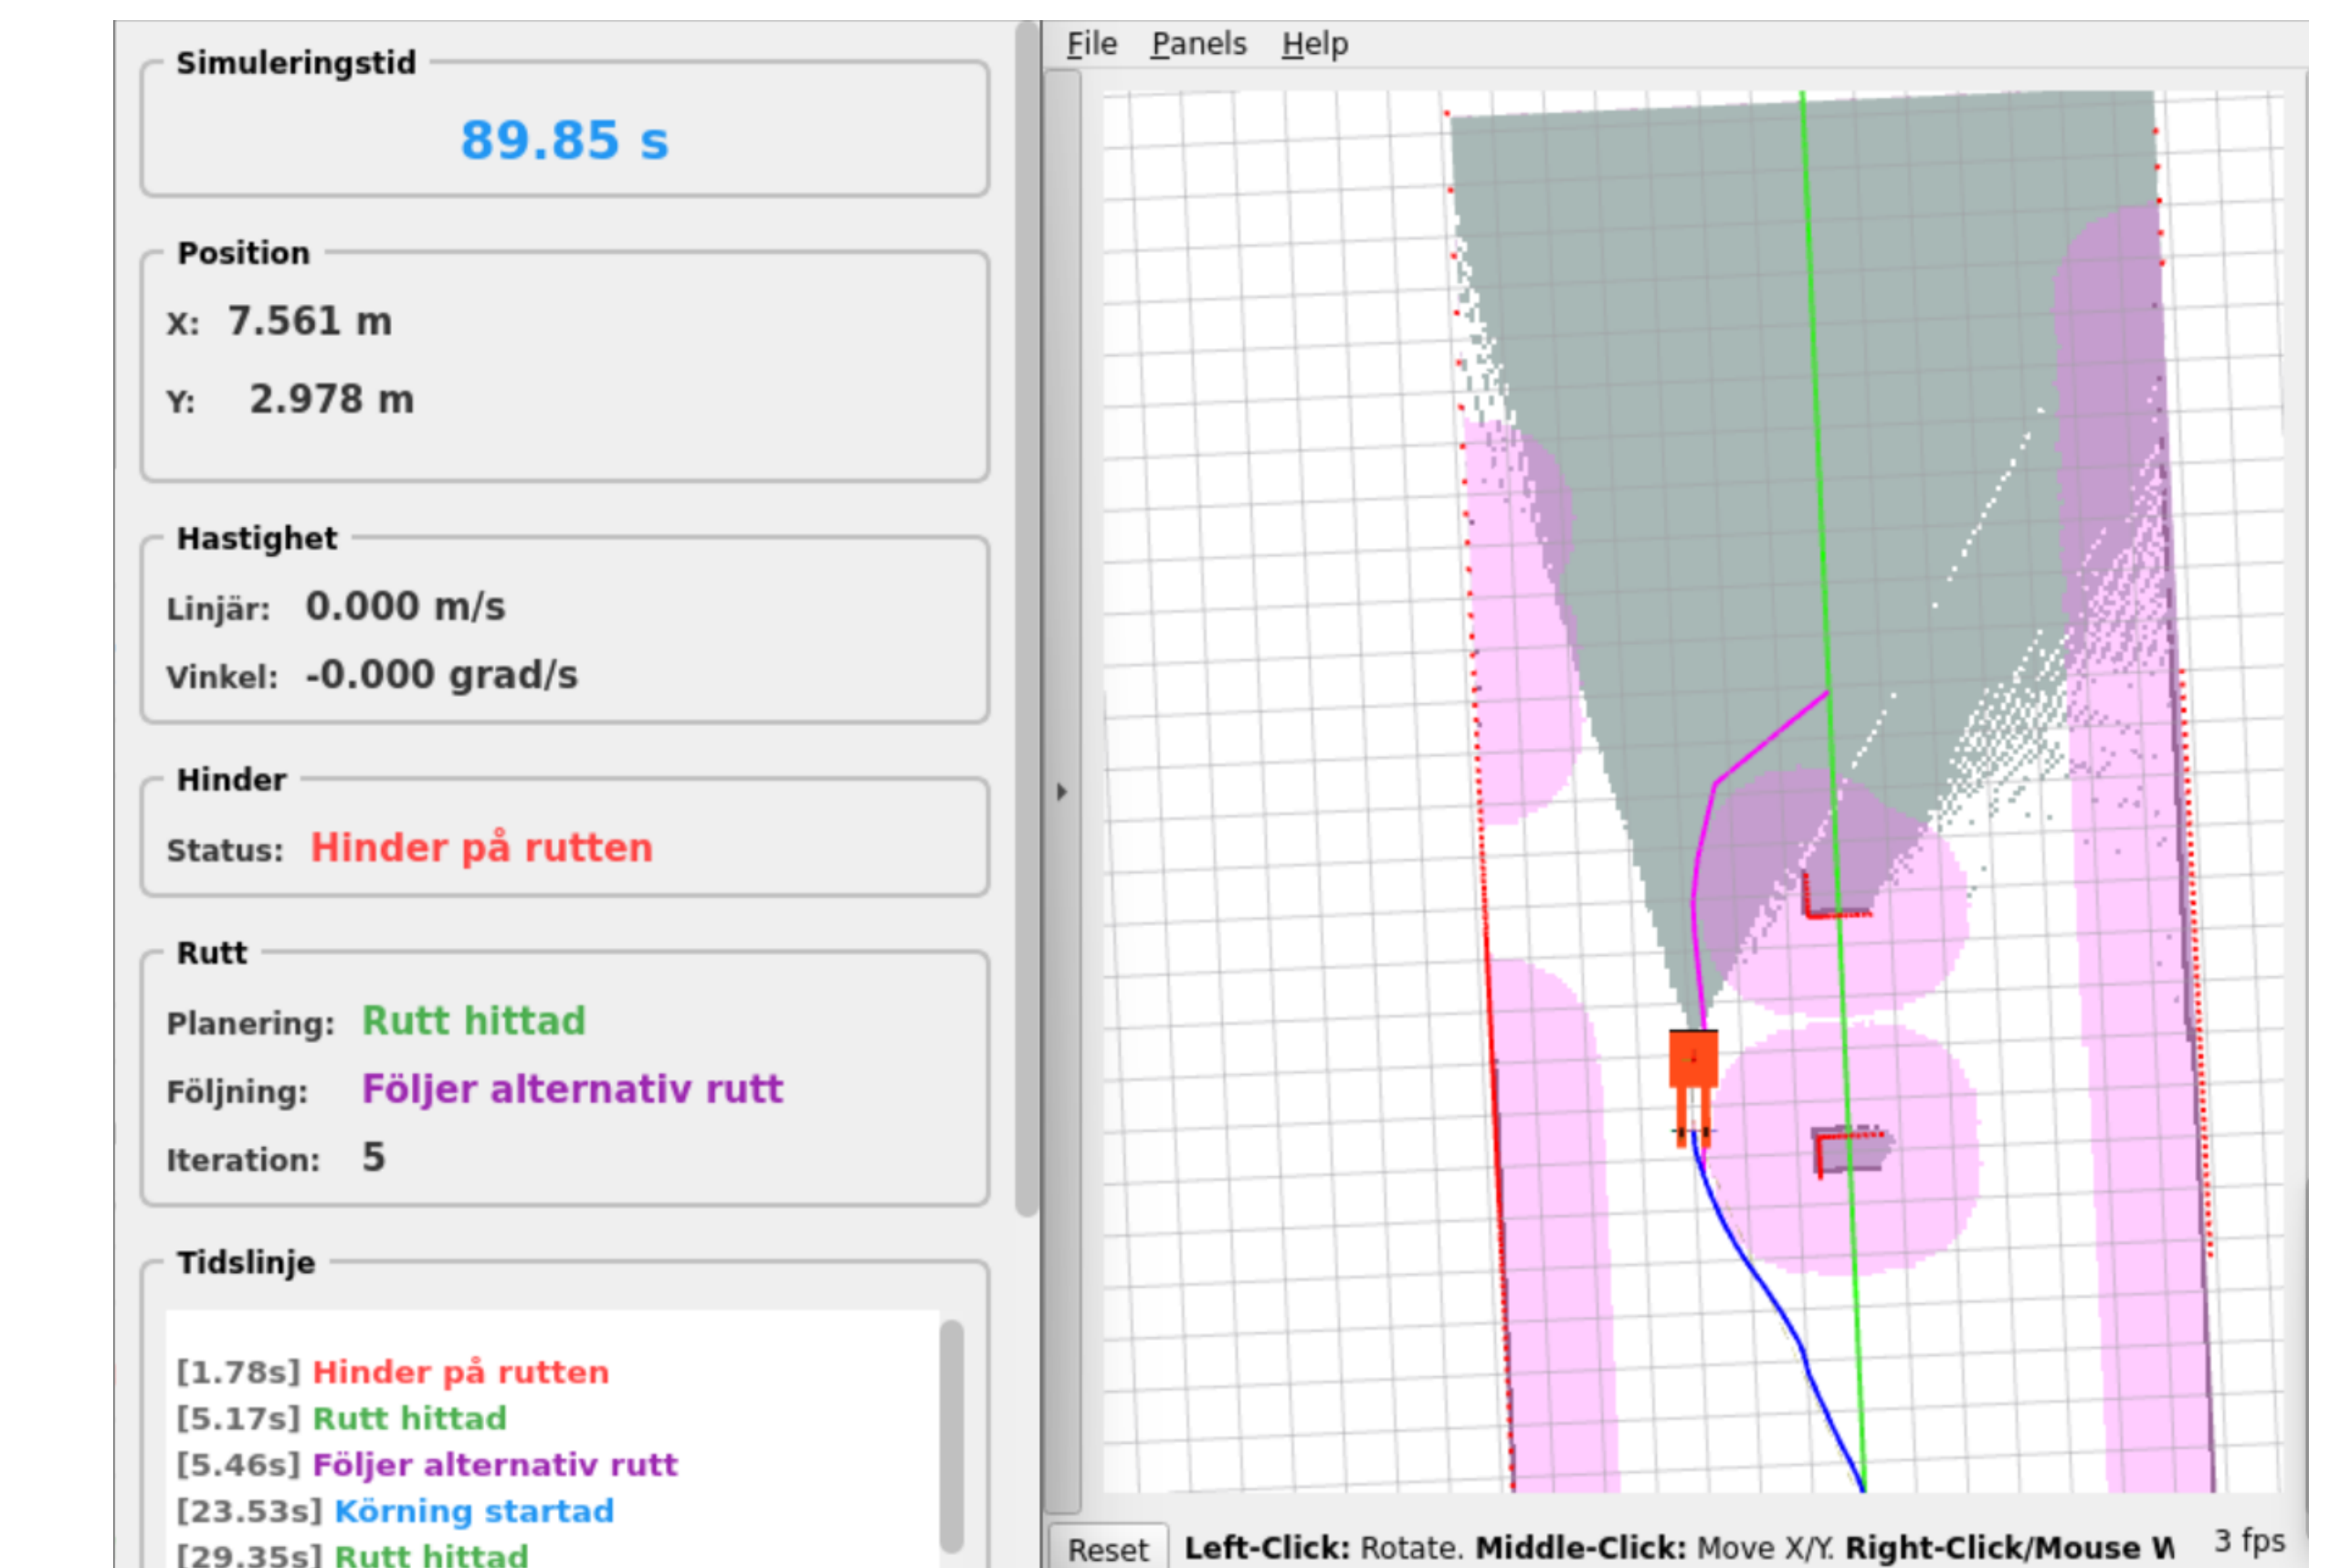 Simuleringstid
89.85 s
Position
X: 7.561 m
Y: 2.978 m
Hastighet
Linjär: 0.000 m/s
Vinkel: -0.000 grad/s
Hinder
Status: Hinder på rutten
Rutt
Planering: Rutt hittad
Följning: Följer alternativ rutt
Iteration: 5
Tidslinje
[1.78s] Hinder på rutten
[5.17s] Rutt hittad
[5.46s] Följer alternativ rutt
[23.53s] Körning startad
[29.35s] Rutt hittad
File Panels Help
Reset Left-Click: Rotate. Middle-Click: Move X/Y. Right-Click/Mouse 3 fps